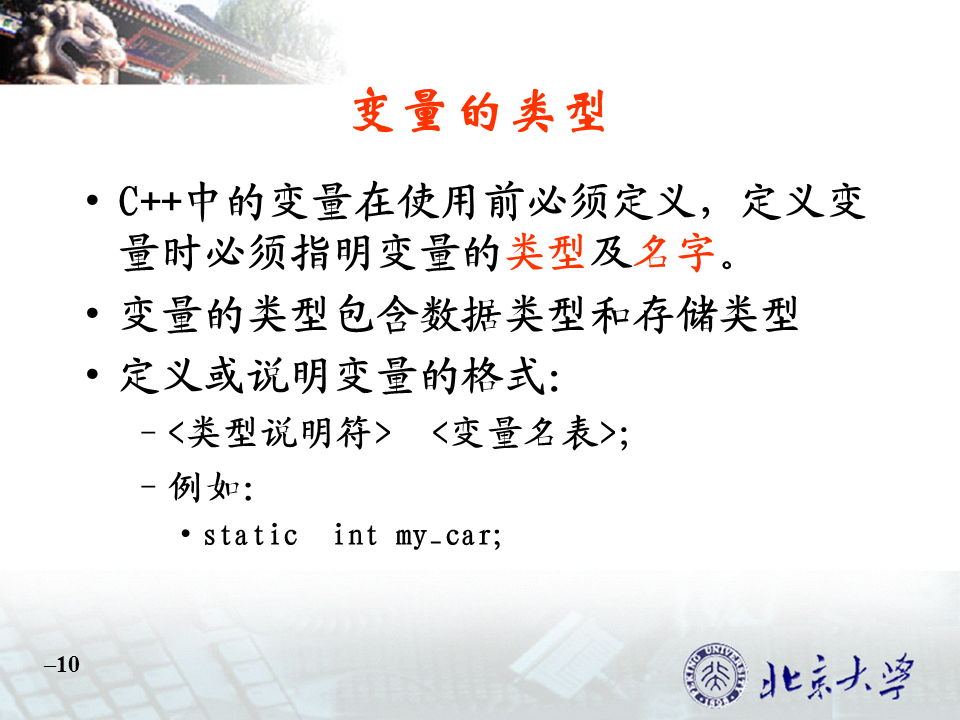 变量的类型
• C++中的变量在使用前必须定义，定义变
量时必须指明变量的类型及名字。
• 变量的类型包含数据类型和存储类型
• 定义或说明变量的格式：
– <类型说明符>  <变量名表>;
– 例如：
• static  int my_car;
–10
PEKING UNIVERSITY
1898
北京大学